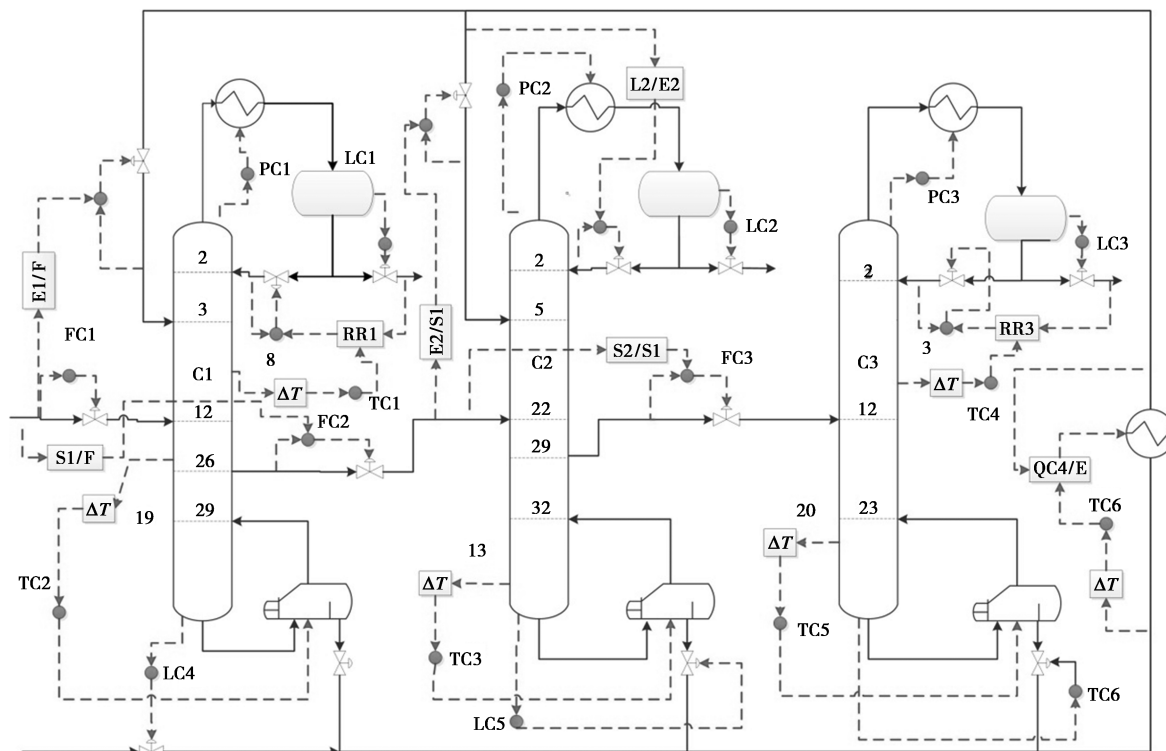 PC2
L2/E2
PC1
LC1
PC3
E1/F
2
2
LC2
2
LC3
3
E2/S1
5
FC1
8
RR1
S2/S1
FC3
3
RR3
C1
ΔT
TC1
C2
C3
ΔT
TC4
12
FC2
22
12
S1/F
26
29
QC4/E
ΔT
19
29
32
20
23
TC6
13
ΔT
TC2
ΔT
ΔT
TC3
TC5
LC4
LC5
TC6